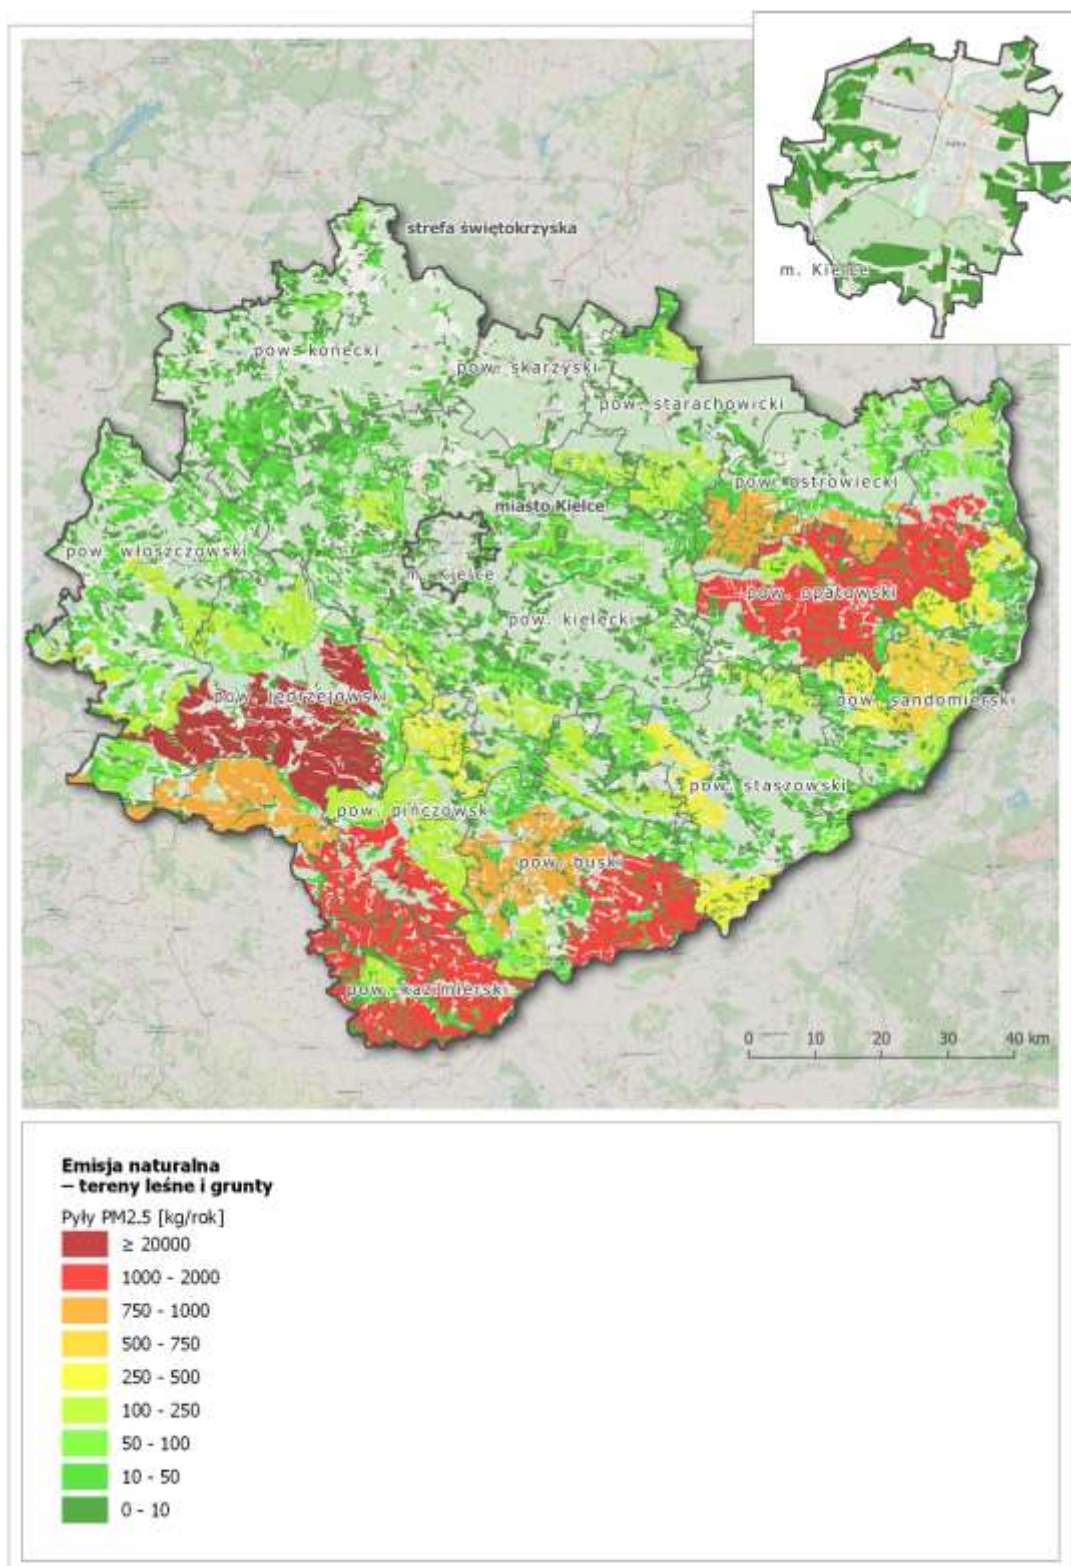 strefa świętokrzyska
m. Kielce
pow. konecki
pow. skarżyski
pow. starachowicki
pow. ostrowiecki
miasto Kielce
pow. włoszczowski
m. Kielce
pow. opatowski
pow. kielecki
pow. jędrzejowski
pow. sandomierski
pow. staszowski
pow. pińczowsk
pow. buski
pow. kazimierski
0 10 20 40 km
Emisja naturalna
– tereny leśne i grunty
Pyły PM2.5 [kg/rok]
≥ 20000
1000 - 2000
750 - 1000
500 - 750
250 - 500
100 - 250
50 - 100
10 - 50
0 - 10